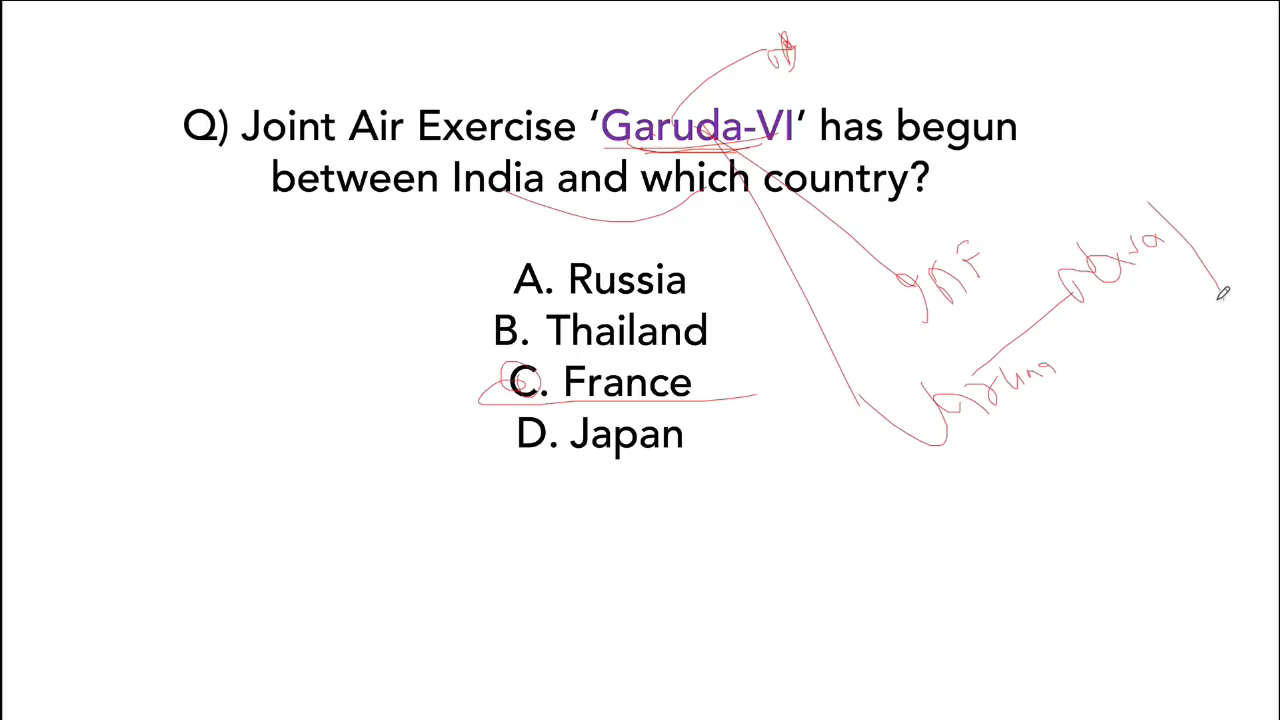 Q) Joint Air Exercise ‘Garuda-VI’ has begun
between India and which country?
A. Russia
B. Thailand
C. France
D. Japan